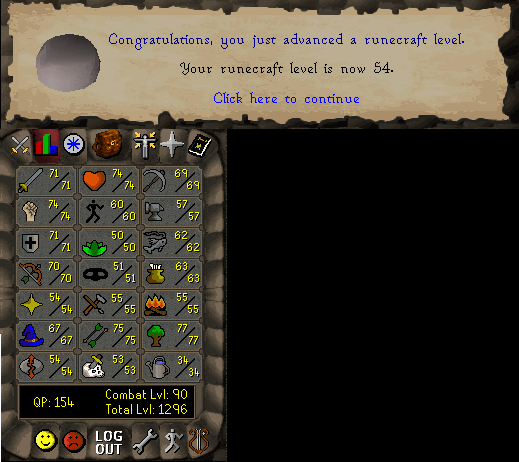 Congratulations, you just advanced a runecraft level.
Your runecraft level is now 54.
Click here to continue
71/71 74/74 69/69
74/74 60/60 57/57
71/71 50/50 62/62
70/70 51/51 63/63
54/54 55/55 55/55
67/67 75/75 77/77
54/54 53/53 34/34
QP: 154
Combat Lvl: 90
Total Lvl: 1296
LOG
OUT